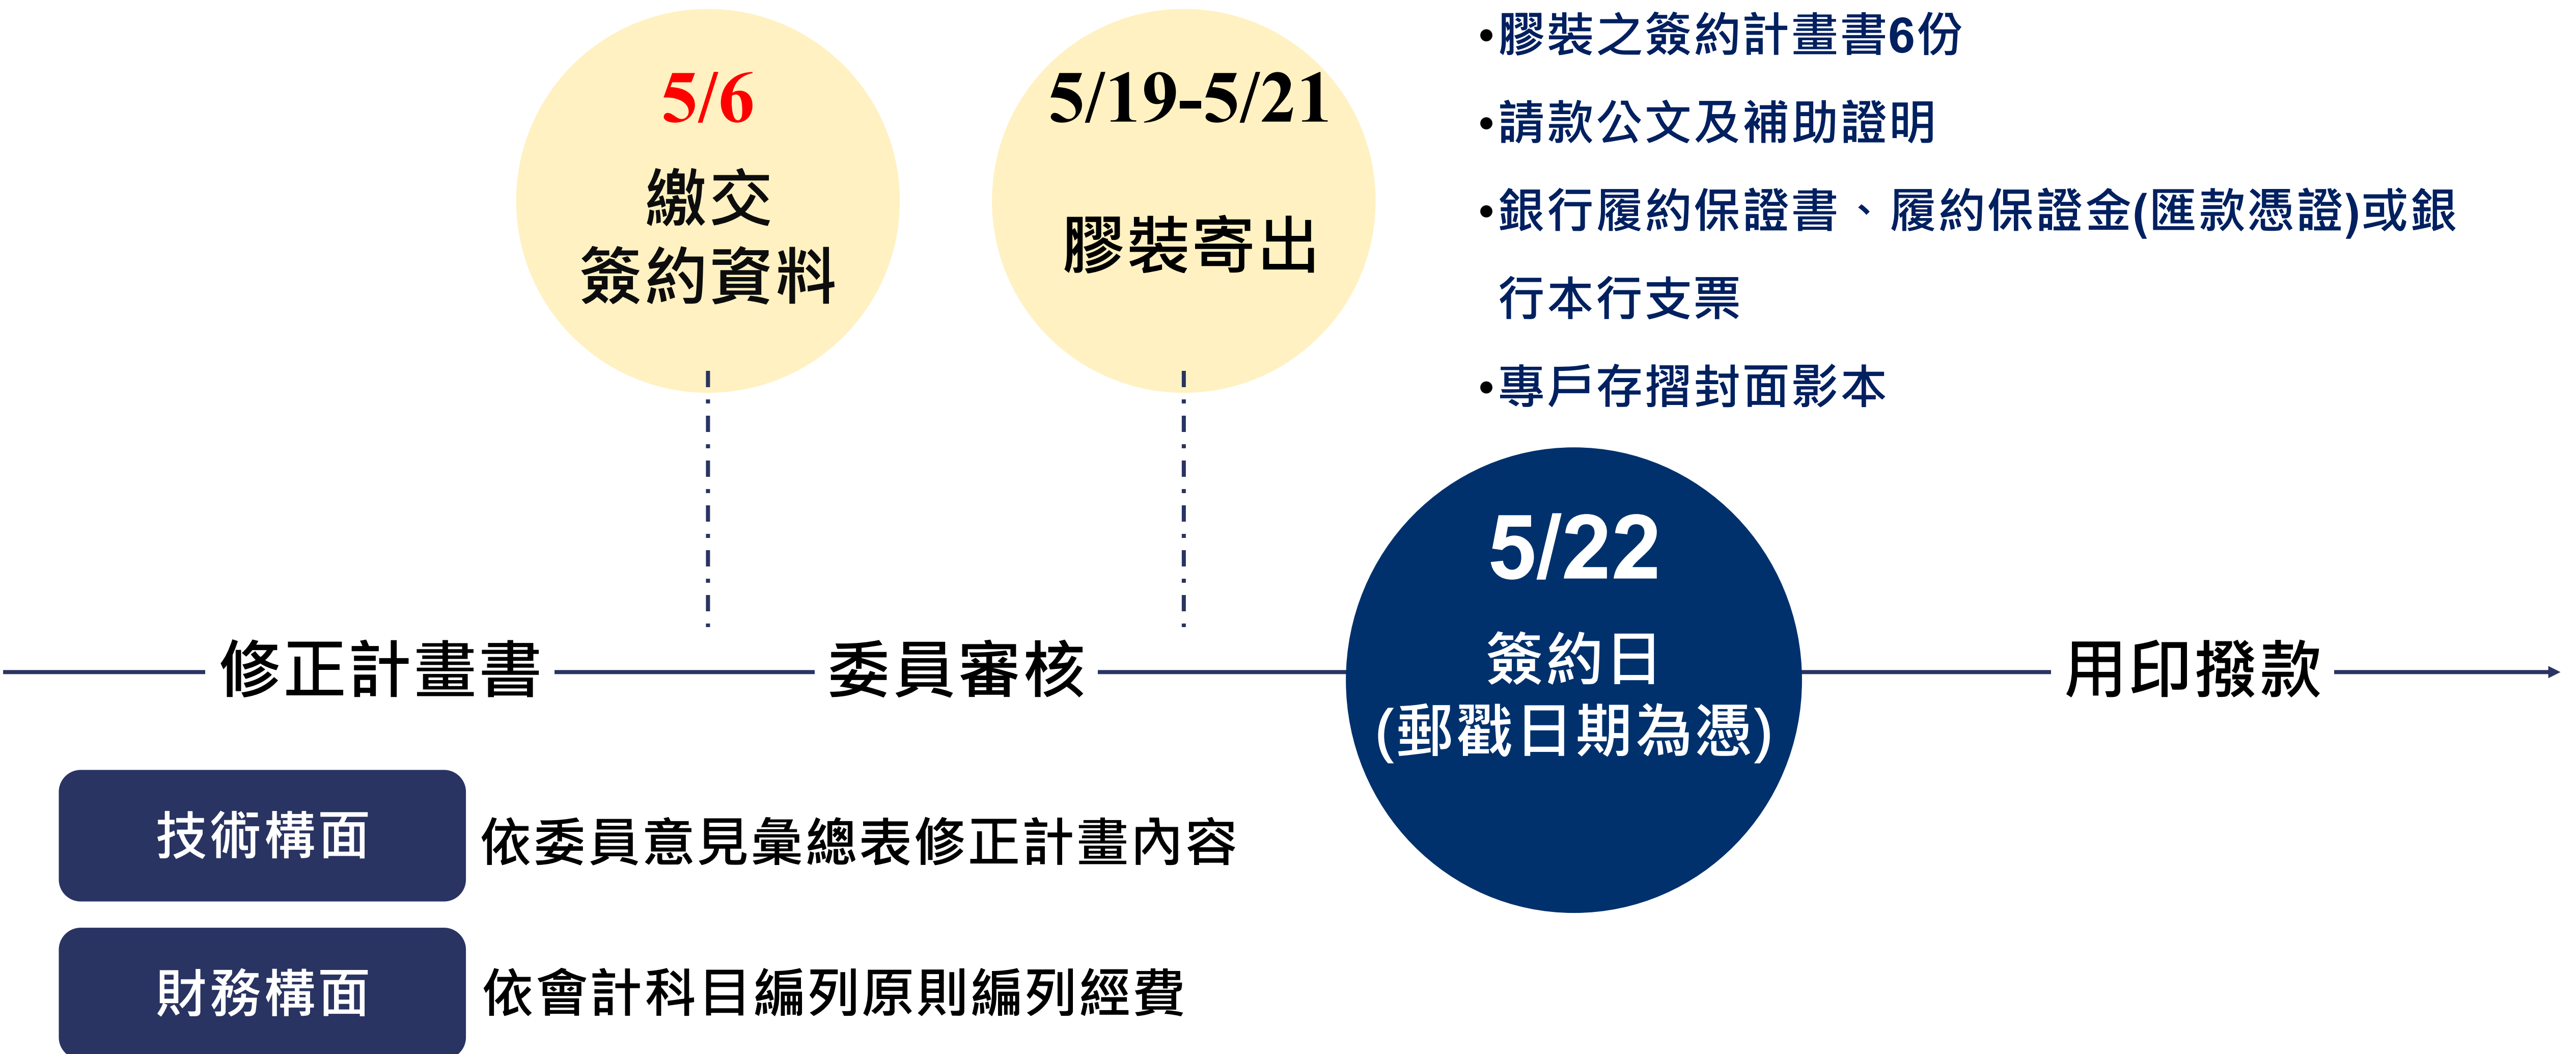 5/6
繳交
簽約資料
5/19-5/21
膠裝寄出
•膠裝之簽約計畫書6份
•請款公文及補助證明
•銀行履約保證書、履約保證金(匯款憑證)或銀
行本行支票
•專戶存摺封面影本
5/22
簽約日
(郵戳日期為憑)
修正計畫書
委員審核
用印撥款
技術構面
依委員意見彙總表修正計畫內容
財務構面
依會計科目編列原則編列經費